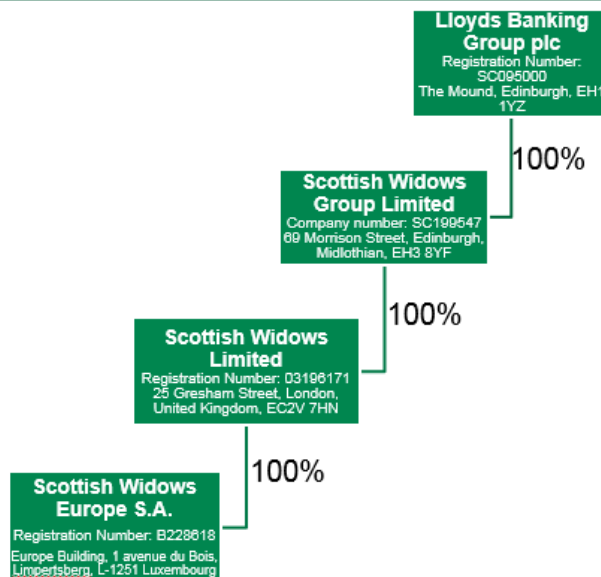 Lloyds Banking
Group plc
Registration Number:
SC095000
The Mound, Edinburgh, EH1
1YZ
100%
Scottish Widows
Group Limited
Company number: SC199547
69 Morrison Street, Edinburgh,
Midlothian, EH3 8YF
100%
Scottish Widows
Limited
Registration Number: 03196171
25 Gresham Street, London,
United Kingdom, EC2V 7HN
100%
Scottish Widows
Europe S.A.
Registration Number: B228618
Europe Building, 1 avenue du Bois,
Limpertsberg, L-1251 Luxembourg